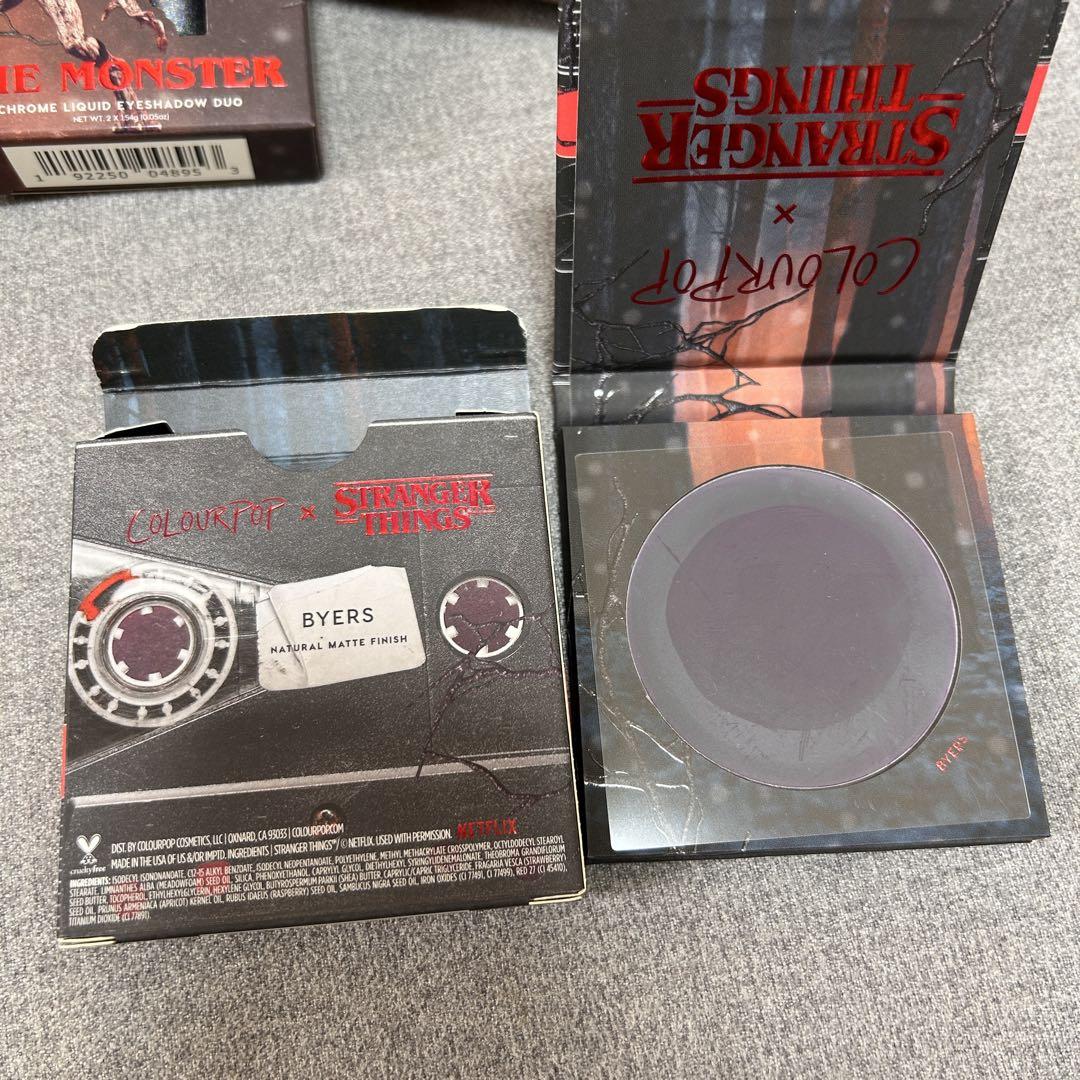 HE MONSTER
CHROME LIQUID EYESHADOW DUO
NET WT. 2 X 1.54g (0.05oz)
1 92250 04895 3
STRANGER
THINGS
×
COLOURPOP
COLOURPOP × STRANGER THINGS
BYERS
NATURAL MATTE FINISH
BYERS
crueltyfree
DIST. BY COLOURPOP COSMETICS, LLC | OXNARD, CA 93033 | COLOURPOP.COM
NETFLIX
MADE IN THE USA OF US &/OR IMPTD. INGREDIENTS | STRANGER THINGS™/ © NETFLIX. USED WITH PERMISSION.
INGREDIENTS: ISODECYL ISONONANOATE, C12-15 ALKYL BENZOATE, ISODECYL NEOPENTANOATE, POLYETHYLENE, METHYL METHACRYLATE CROSSPOLYMER, OCTYLDODECYL STEAROYL
STEARATE, LIMNANTHES ALBA (MEADOWFOAM) SEED OIL, SILICA, PHENOXYETHANOL, CAPRYLYL GLYCOL, DIETHYLHEXYL SYRINGYLIDENEMALONATE, THEOBROMA GRANDIFLORUM
SEED BUTTER, TOCOPHEROL, ETHYLHEXYLGLYCERIN, HEXYLENE GLYCOL, BUTYROSPERMUM PARKII (SHEA) BUTTER, CAPRYLIC/CAPRIC TRIGLYCERIDE, FRAGARIA VESCA (STRAWBERRY)
SEED OIL, PRUNUS ARMENIACA (APRICOT) KERNEL OIL, RUBUS IDAEUS (RASPBERRY) SEED OIL, SAMBUCUS NIGRA SEED OIL, IRON OXIDES (CI 77491, CI 77499), RED 27 (CI 45410),
TITANIUM DIOXIDE (CI 77891).